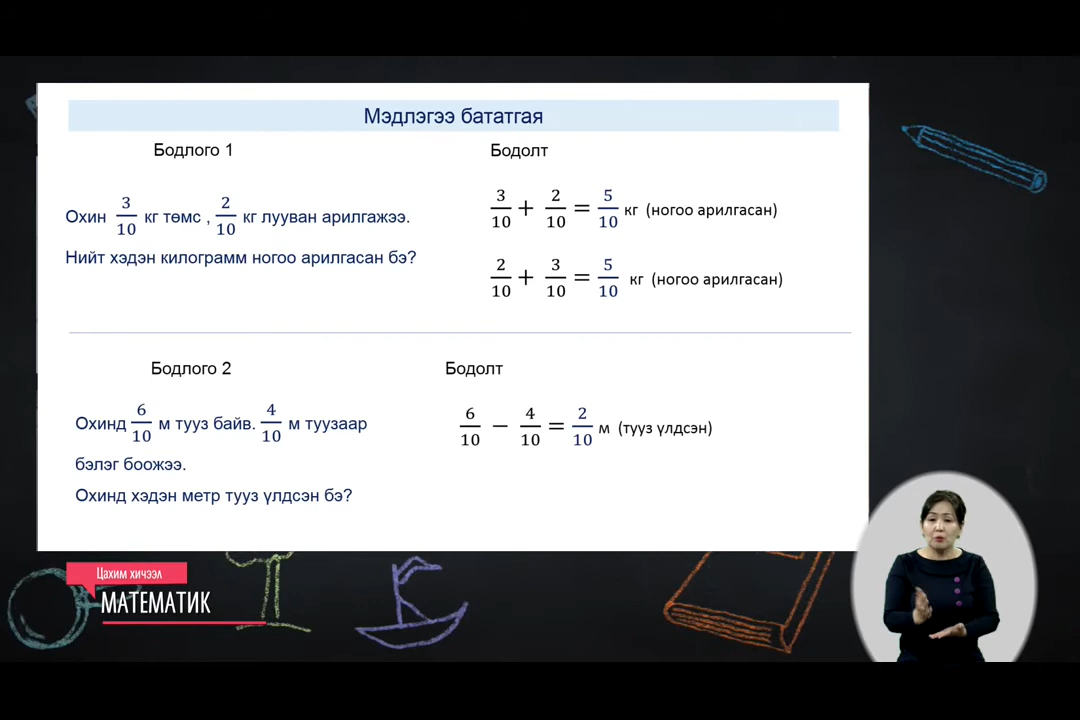 Мэдлэгээ бататгая
Бодлого 1
Охин 3/10 кг төмс , 2/10 кг лууван арилгажээ.
Нийт хэдэн килограмм ногоо арилгасан бэ?
Бодолт
3/10 + 2/10 = 5/10 кг (ногоо арилгасан)
2/10 + 3/10 = 5/10 кг (ногоо арилгасан)
Бодлого 2
Охинд 6/10 м тууз байв. 4/10 м туузаар
бэлэг боожээ.
Охинд хэдэн метр тууз үлдсэн бэ?
Бодолт
6/10 − 4/10 = 2/10 м (тууз үлдсэн)
Цахим хичээл
МАТЕМАТИК